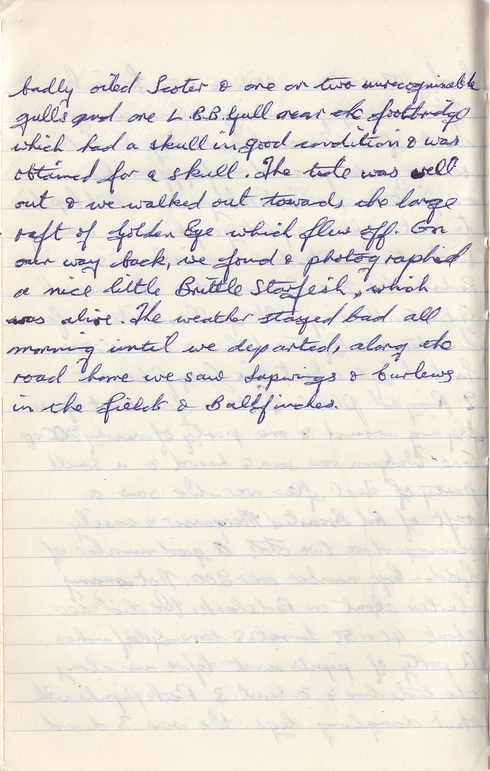 badly oiled Scoter & one or two unrecognisable
gulls and one L.B.B. Gull near the footbridge
which had a skull in good condition & was
obtained for a skull. The tide was well
out & we walked out towards the large
raft of Golden Eye which flew off. On
our way back, we found & photographed
a nice little Brittle Starfish, which
was alive. The weather stayed bad all
morning until we departed, along the
road home we saw Lapwings & Curlews
in the fields & Bullfinches.